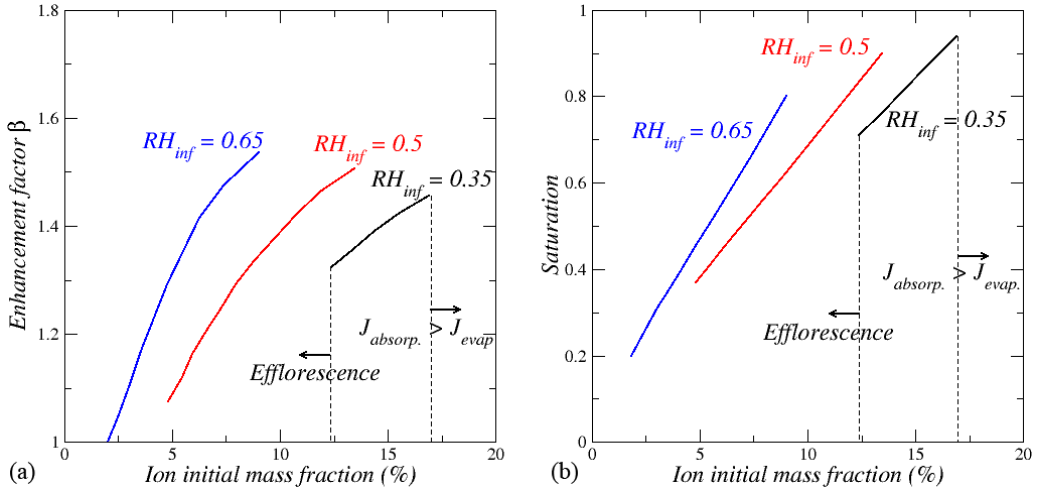 1.8
1.6
1.4
1.2
1
Enhancement factor β
RH_inf = 0.65
RH_inf = 0.5
RH_inf = 0.35
J_absorp. > J_evap
Efflorescence
0
5
10
15
20
(a)
Ion initial mass fraction (%)
1
0.8
0.6
0.4
0.2
0
Saturation
RH_inf = 0.5
RH_inf = 0.65
RH_inf = 0.35
J_absorp. > J_evap.
Efflorescence
0
5
10
15
20
(b)
Ion initial mass fraction (%)